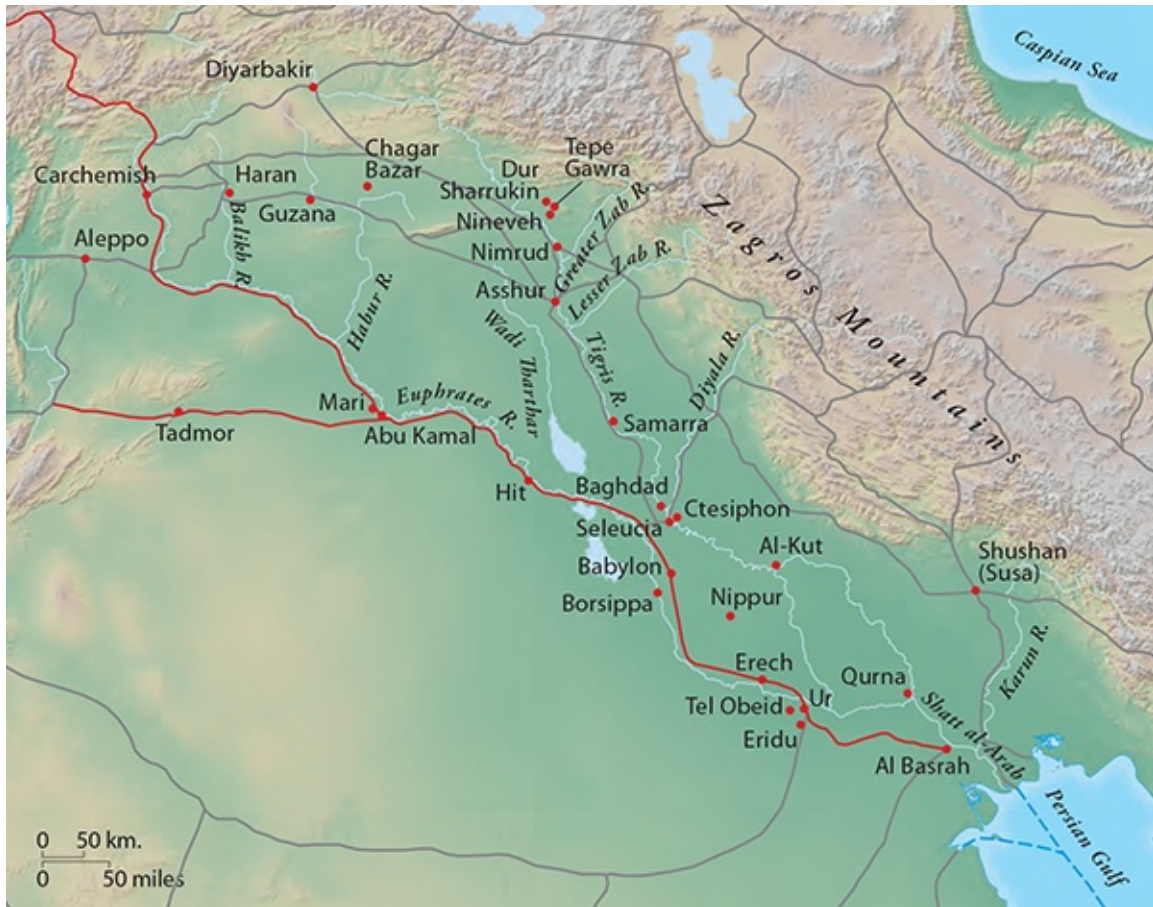 Caspian Sea
Diyarbakir
Chagar
Bazar
Dur
Sharrukin
Tepe
Gawra
Carchemish
Haran
Guzana
Nineveh
Greater Zab R.
Zagros Mountains
Balikh R.
Aleppo
Nimrud
Lesser Zab R.
Habur R.
Asshur
Wadi Tharthar
Tigris R.
Diyala R.
Mari
Euphrates R.
Tadmor
Abu Kamal
Samarra
Hit
Baghdad
Ctesiphon
Seleucia
Al-Kut
Shushan
(Susa)
Babylon
Borsippa
Nippur
Karun R.
Erech
Qurna
Tel Obeid
Ur
Shatt al-Arab
Eridu
Al Basrah
Persian Gulf
0 50 km.
0 50 miles